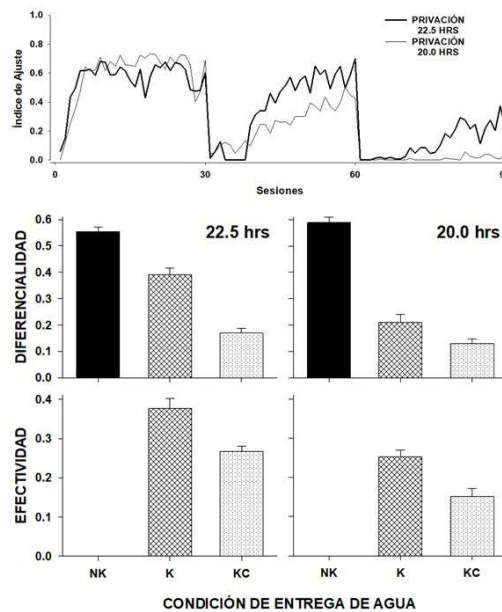 1.0
0.8
0.6
0.4
0.2
0.0
Índice de Ajuste
PRIVACIÓN
22.5 HRS
PRIVACIÓN
20.0 HRS
30
60
9
Sesiones
0.6
0.5
0.4
0.3
0.2
0.1
0.0
DIFERENCIALIDAD
22.5 hrs
20.0 hrs
0.4
0.3
0.2
0.1
0.0
EFECTIVIDAD
NK K KC NK K KC
CONDICIÓN DE ENTREGA DE AGUA